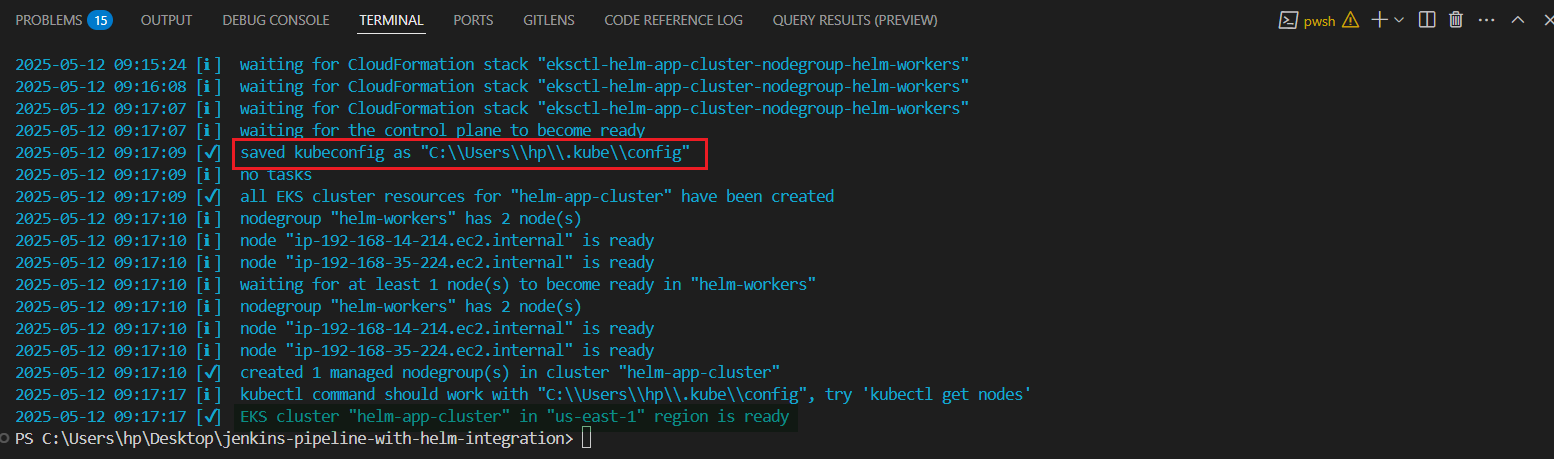 PROBLEMS 15 OUTPUT DEBUG CONSOLE TERMINAL PORTS GITLENS CODE REFERENCE LOG QUERY RESULTS (PREVIEW) pwsh
2025-05-12 09:15:24 [ℹ] waiting for CloudFormation stack "eksctl-helm-app-cluster-nodegroup-helm-workers"
2025-05-12 09:16:08 [ℹ] waiting for CloudFormation stack "eksctl-helm-app-cluster-nodegroup-helm-workers"
2025-05-12 09:17:07 [ℹ] waiting for CloudFormation stack "eksctl-helm-app-cluster-nodegroup-helm-workers"
2025-05-12 09:17:07 [ℹ] waiting for the control plane to become ready
2025-05-12 09:17:09 [✔] saved kubeconfig as "C:\\Users\\hp\\.kube\\config"
2025-05-12 09:17:09 [ℹ] no tasks
2025-05-12 09:17:09 [✔] all EKS cluster resources for "helm-app-cluster" have been created
2025-05-12 09:17:10 [ℹ] nodegroup "helm-workers" has 2 node(s)
2025-05-12 09:17:10 [ℹ] node "ip-192-168-14-214.ec2.internal" is ready
2025-05-12 09:17:10 [ℹ] node "ip-192-168-35-224.ec2.internal" is ready
2025-05-12 09:17:10 [ℹ] waiting for at least 1 node(s) to become ready in "helm-workers"
2025-05-12 09:17:10 [ℹ] nodegroup "helm-workers" has 2 node(s)
2025-05-12 09:17:10 [ℹ] node "ip-192-168-14-214.ec2.internal" is ready
2025-05-12 09:17:10 [ℹ] node "ip-192-168-35-224.ec2.internal" is ready
2025-05-12 09:17:10 [✔] created 1 managed nodegroup(s) in cluster "helm-app-cluster"
2025-05-12 09:17:17 [ℹ] kubectl command should work with "C:\\Users\\hp\\.kube\\config", try 'kubectl get nodes'
2025-05-12 09:17:17 [✔] EKS cluster "helm-app-cluster" in "us-east-1" region is ready
PS C:\Users\hp\Desktop\jenkins-pipeline-with-helm-integration>